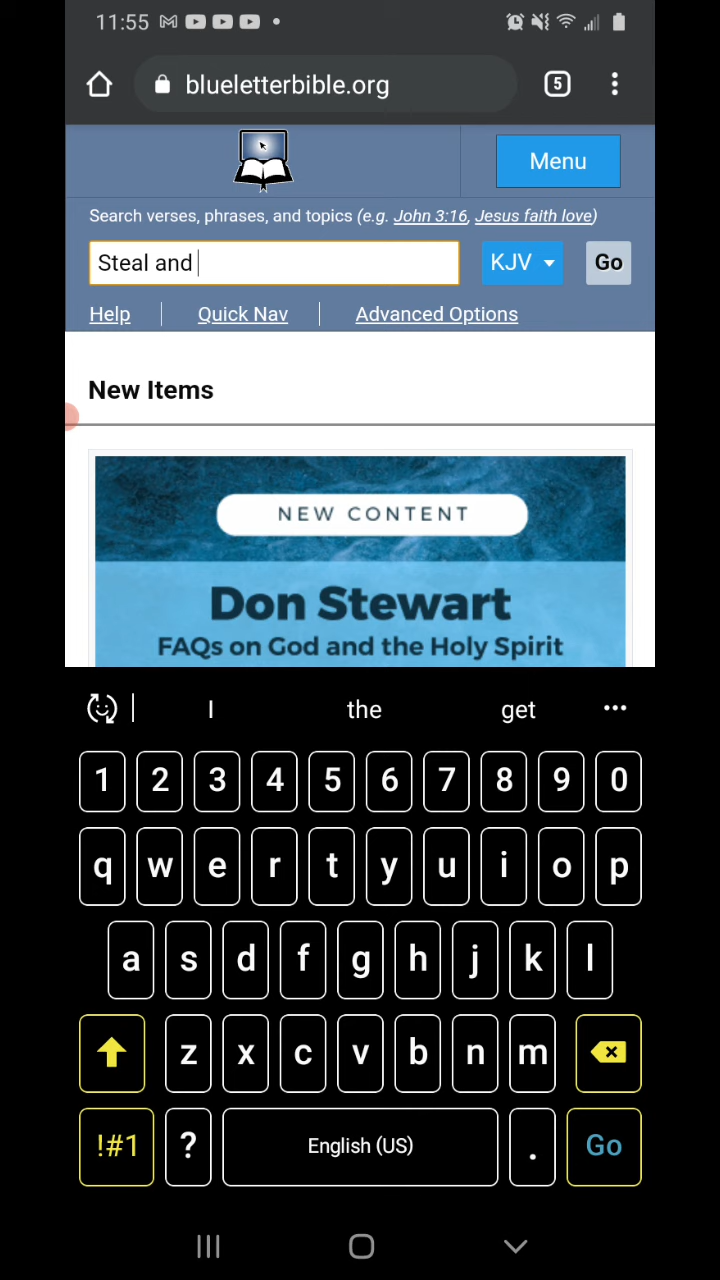 11:55
5
blueletterbible.org
Menu
Search verses, phrases, and topics (e.g. John 3:16, Jesus faith love)
Steal and
KJV
Go
Help
Quick Nav
Advanced Options
New Items
NEW CONTENT
Don Stewart
FAQs on God and the Holy Spirit
I the get
1 2 3 4 5 6 7 8 9 0
q w e r t y u i o p
a s d f g h j k l
z x c v b n m
!#1 ? English (US) . Go